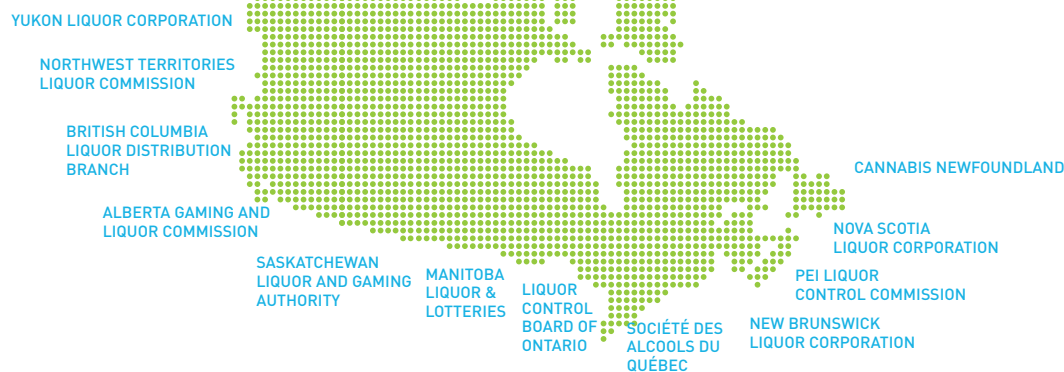 YUKON LIQUOR CORPORATION
NORTHWEST TERRITORIES
LIQUOR COMMISSION
BRITISH COLUMBIA
LIQUOR DISTRIBUTION
BRANCH
ALBERTA GAMING AND
LIQUOR COMMISSION
SASKATCHEWAN
LIQUOR AND GAMING
AUTHORITY
MANITOBA
LIQUOR &
LOTTERIES
LIQUOR
CONTROL
BOARD OF
ONTARIO
SOCIÉTÉ DES
ALCOOLS DU
QUÉBEC
NEW BRUNSWICK
LIQUOR CORPORATION
PEI LIQUOR
CONTROL COMMISSION
NOVA SCOTIA
LIQUOR CORPORATION
CANNABIS NEWFOUNDLAND